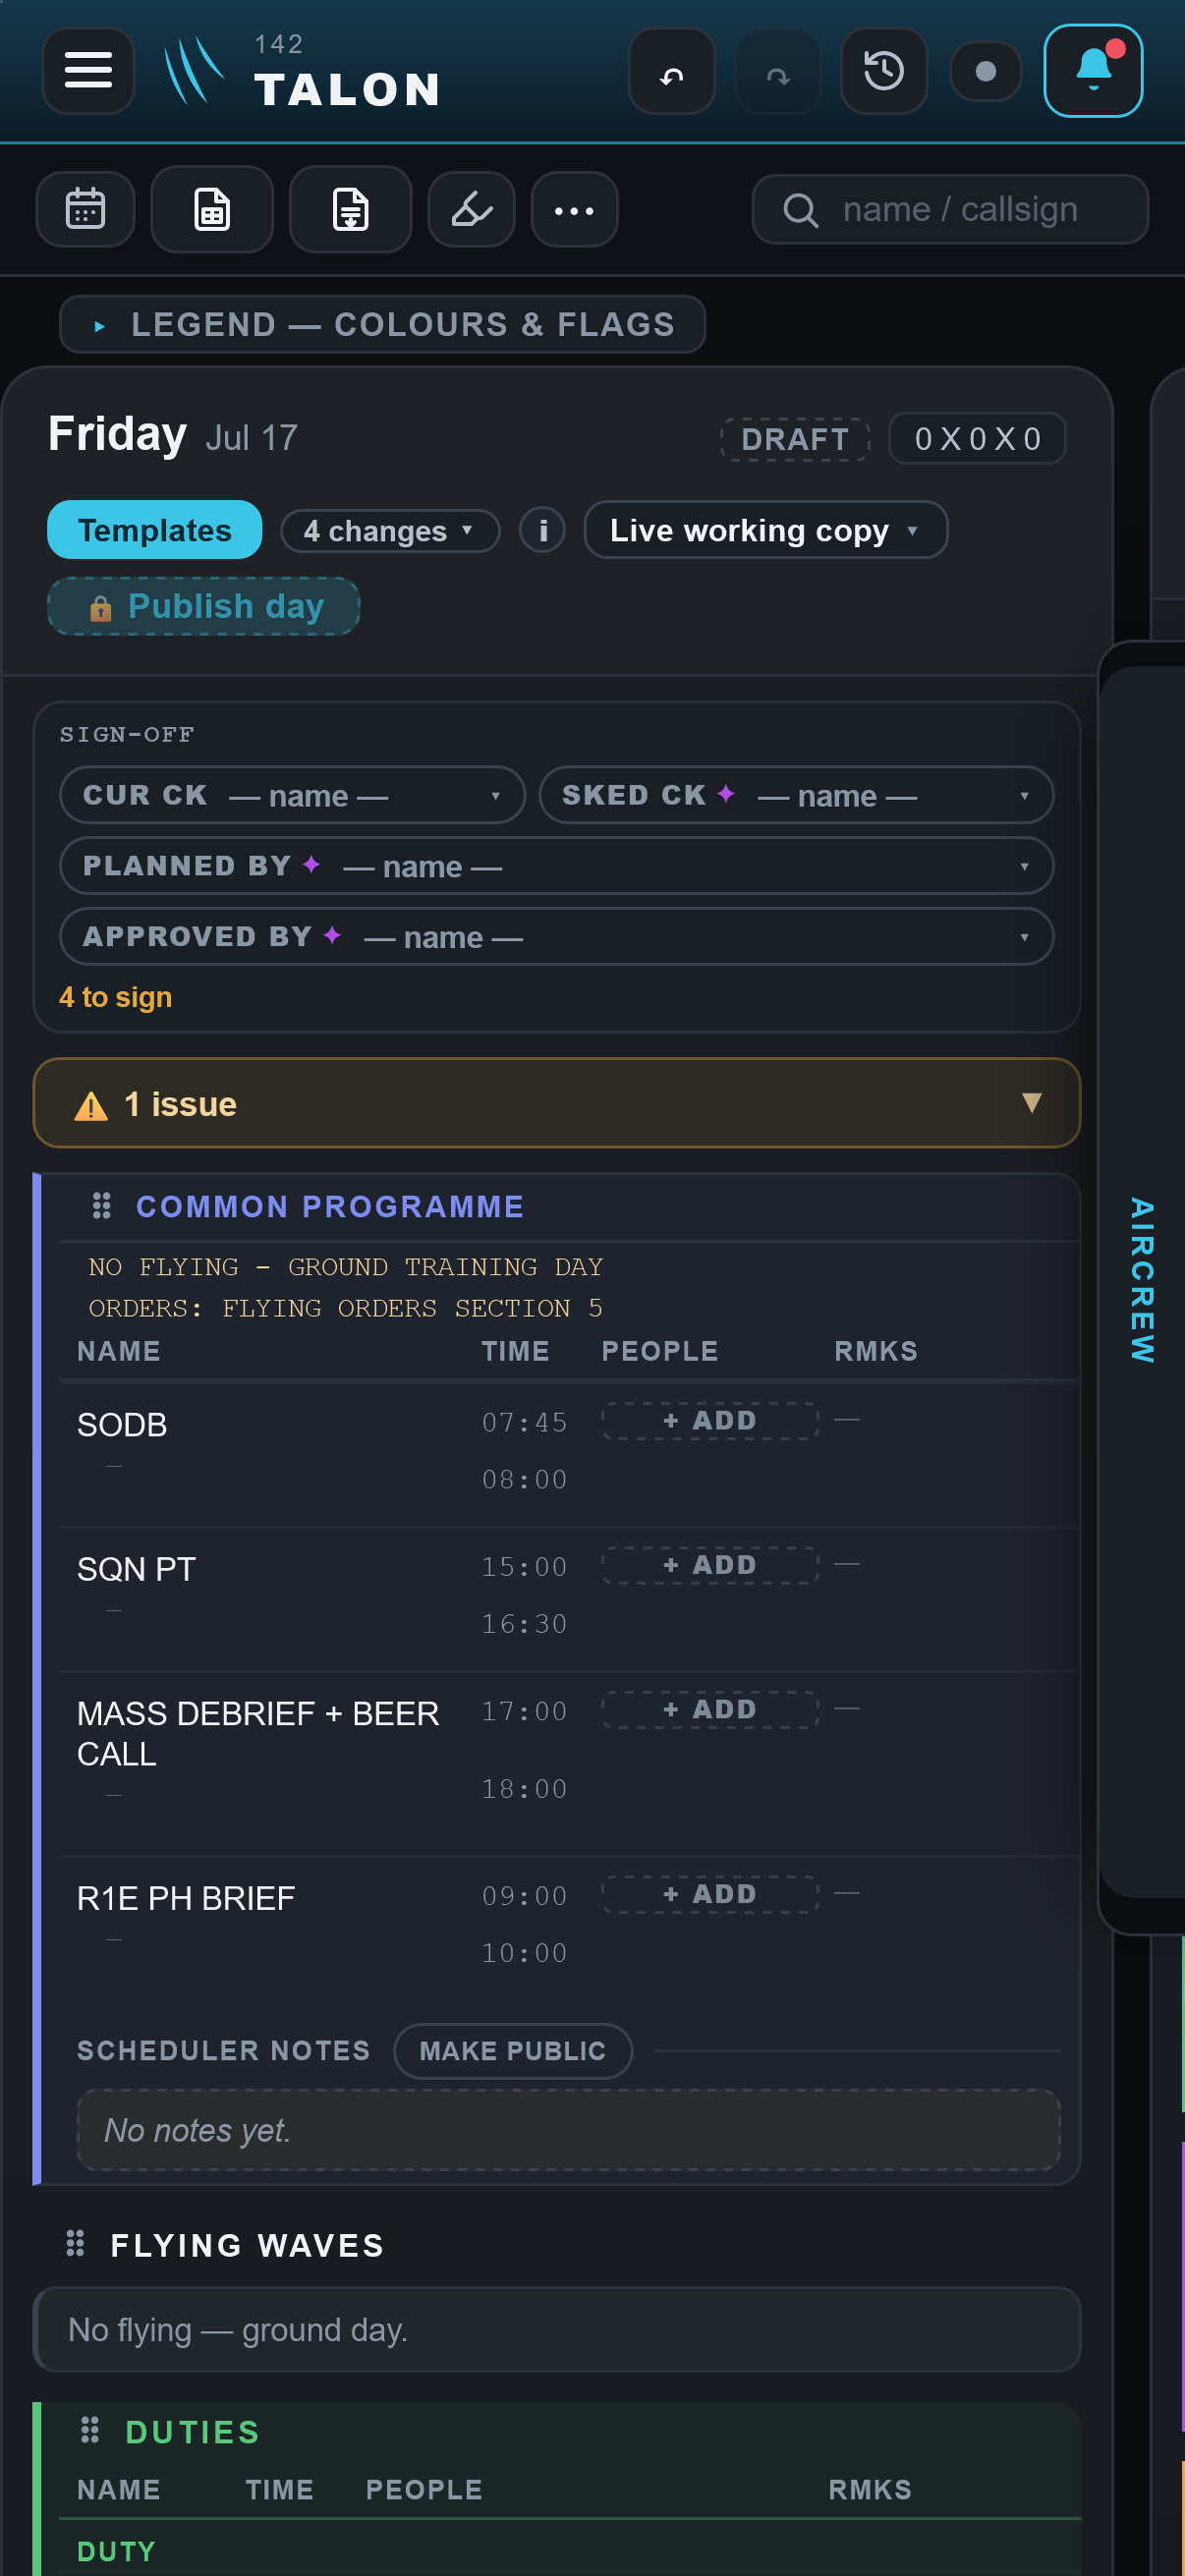 142
TALON
name / callsign
▸ LEGEND — COLOURS & FLAGS
Friday Jul 17 DRAFT 0 X 0 X 0
Templates 4 changes ▾ i Live working copy ▾
🔒 Publish day
SIGN-OFF
CUR CK — name — ▾ SKED CK ✦ — name — ▾
PLANNED BY ✦ — name — ▾
APPROVED BY ✦ — name — ▾
4 to sign
⚠️ 1 issue ▼
COMMON PROGRAMME
NO FLYING - GROUND TRAINING DAY
ORDERS: FLYING ORDERS SECTION 5
NAME TIME PEOPLE RMKS
SODB 07:45 + ADD —
— 08:00
SQN PT 15:00 + ADD —
— 16:30
MASS DEBRIEF + BEER 17:00 + ADD —
CALL
— 18:00
R1E PH BRIEF 09:00 + ADD —
— 10:00
SCHEDULER NOTES MAKE PUBLIC
No notes yet.
FLYING WAVES
No flying — ground day.
DUTIES
NAME TIME PEOPLE RMKS
DUTY
AIRCREW